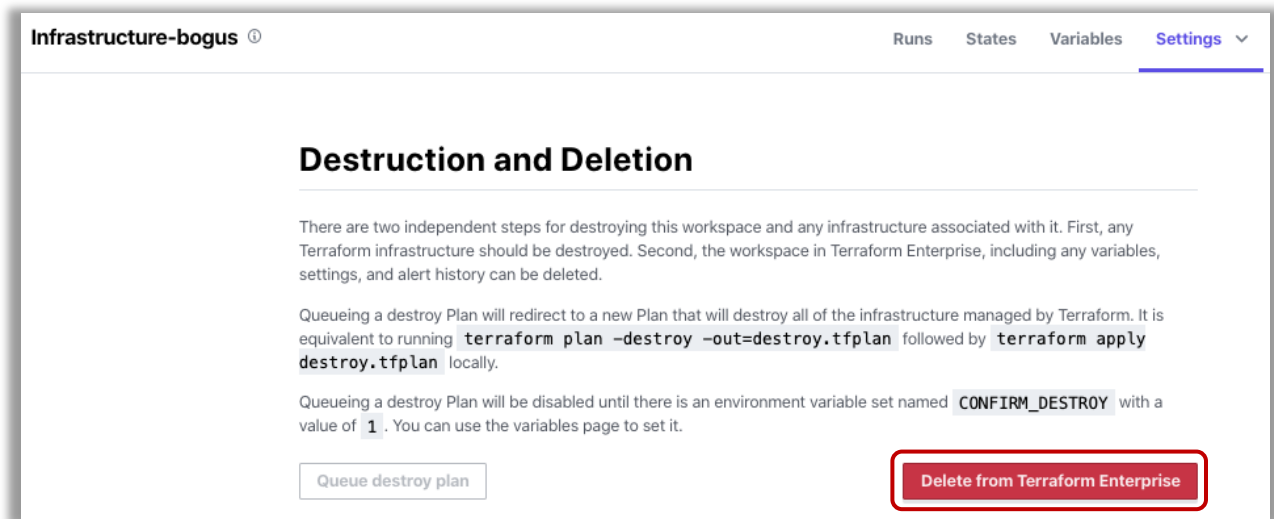 Infrastructure-bogus
Runs States Variables Settings
Destruction and Deletion
There are two independent steps for destroying this workspace and any infrastructure associated with it. First, any
Terraform infrastructure should be destroyed. Second, the workspace in Terraform Enterprise, including any variables,
settings, and alert history can be deleted.
Queueing a destroy Plan will redirect to a new Plan that will destroy all of the infrastructure managed by Terraform. It is
equivalent to running terraform plan -destroy -out=destroy.tfplan followed by terraform apply
destroy.tfplan locally.
Queueing a destroy Plan will be disabled until there is an environment variable set named CONFIRM_DESTROY with a
value of 1 . You can use the variables page to set it.
Queue destroy plan
Delete from Terraform Enterprise